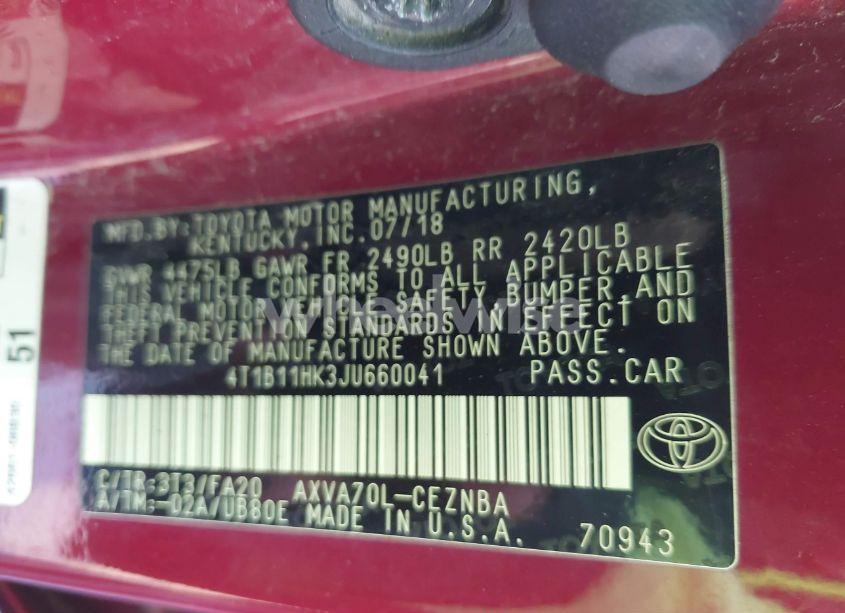 MFD.BY:TOYOTA MOTOR MANUFACTURING,
KENTUCKY,INC.07/18
GVWR 4475LB GAWR FR 2490LB RR 2420LB
THIS VEHICLE CONFORMS TO ALL APPLICABLE
FEDERAL MOTOR VEHICLE SAFETY,BUMPER,AND
THEFT PREVENTION STANDARDS IN EFFECT ON
THE DATE OF MANUFACTURE SHOWN ABOVE.
4T1B11HK3JU660041 PASS.CAR
C/TR:3T3/FA20 AXVA70L-CEZNBA
A/TM:-02A/UB80E MADE IN U.S.A. 70943
51
wheelwise